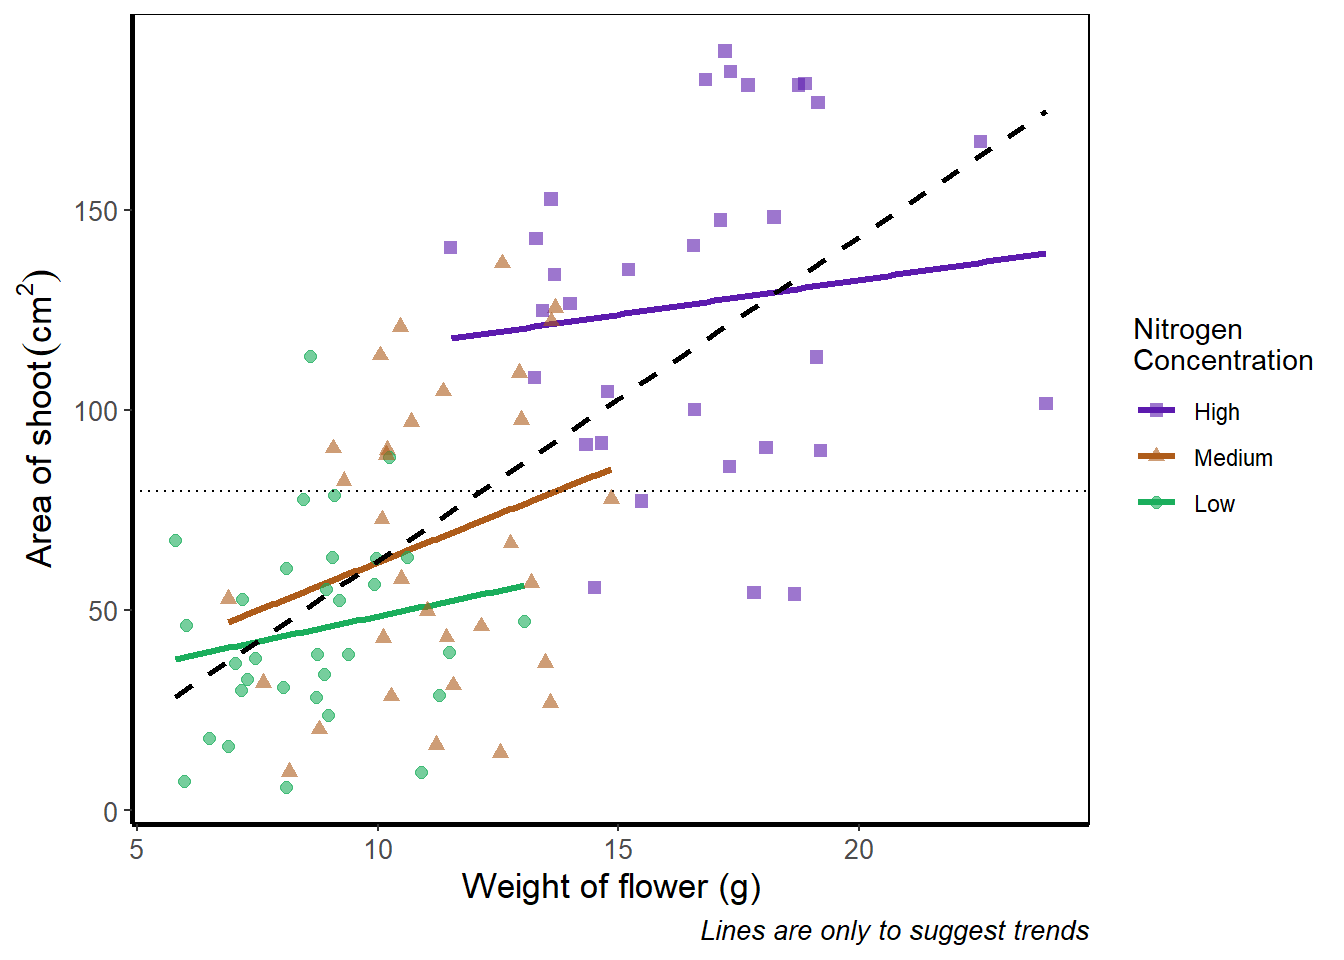 Area of shoot(cm²)
150
100
50
0
5 10 15 20
Weight of flower (g)
Lines are only to suggest trends
Nitrogen
Concentration
High
Medium
Low